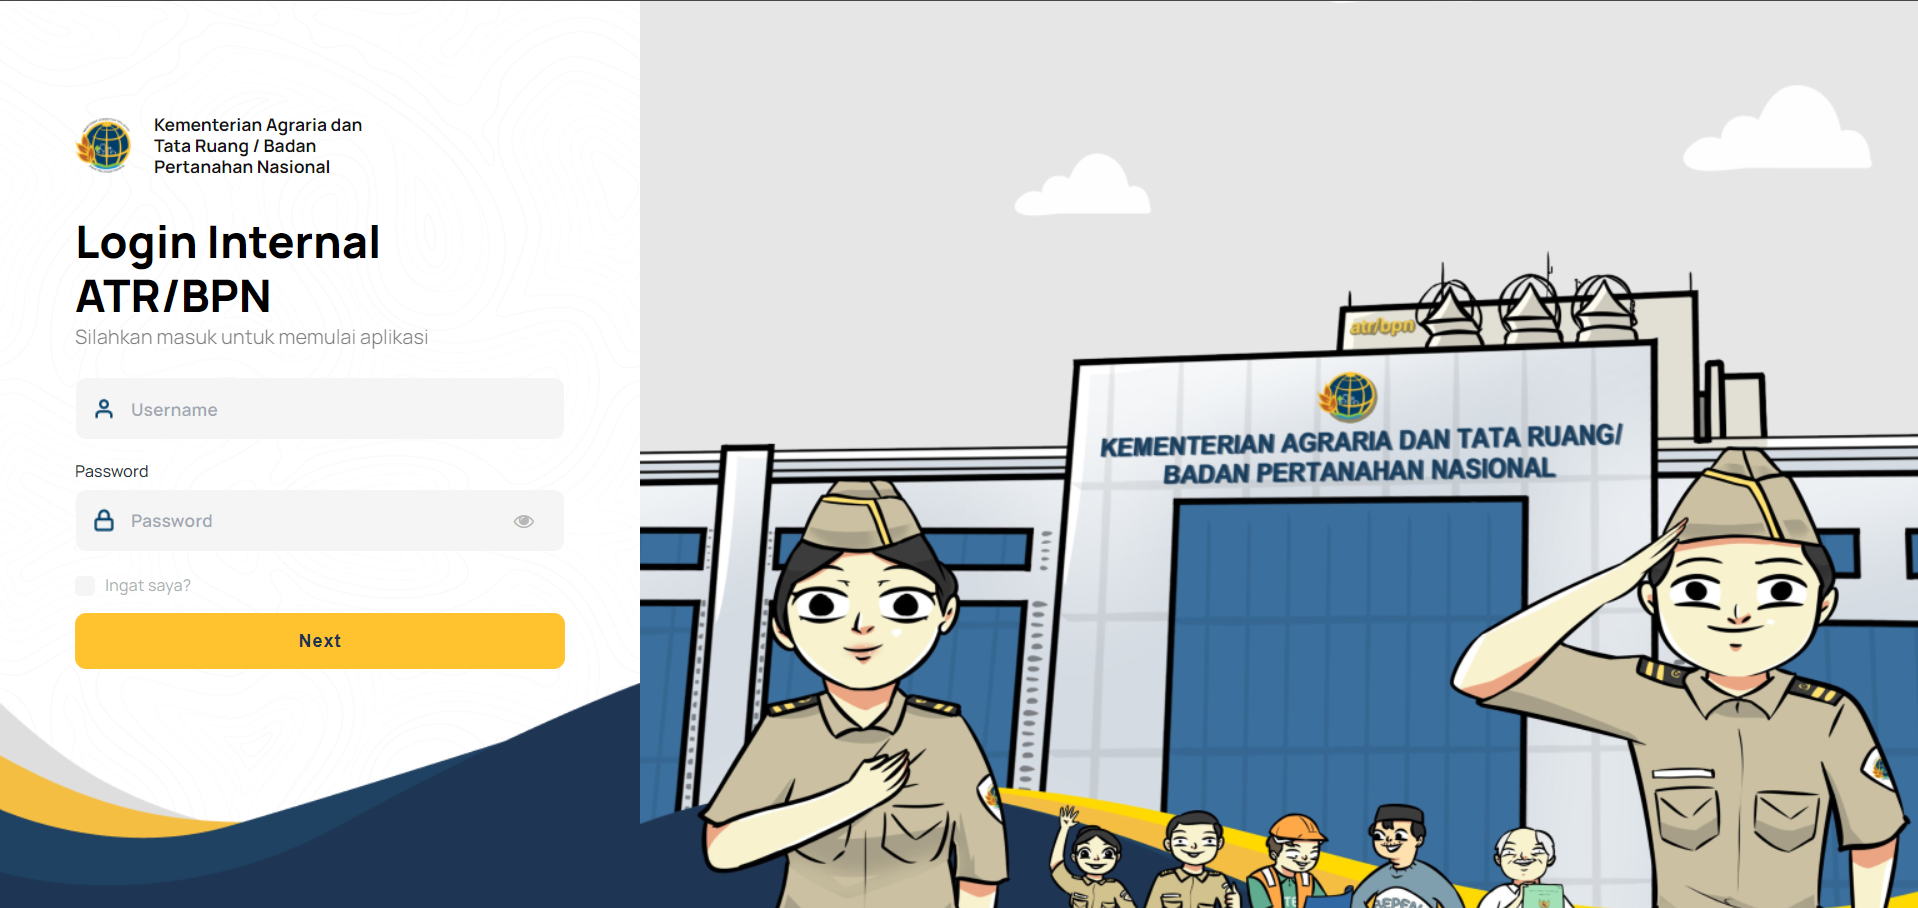 Kementerian Agraria dan
Tata Ruang / Badan
Pertanahan Nasional
Login Internal
ATR/BPN
Silahkan masuk untuk memulai aplikasi
Username
Password
Password
Ingat saya?
Next
atr/bpn
KEMENTERIAN AGRARIA DAN TATA RUANG/
BADAN PERTANAHAN NASIONAL